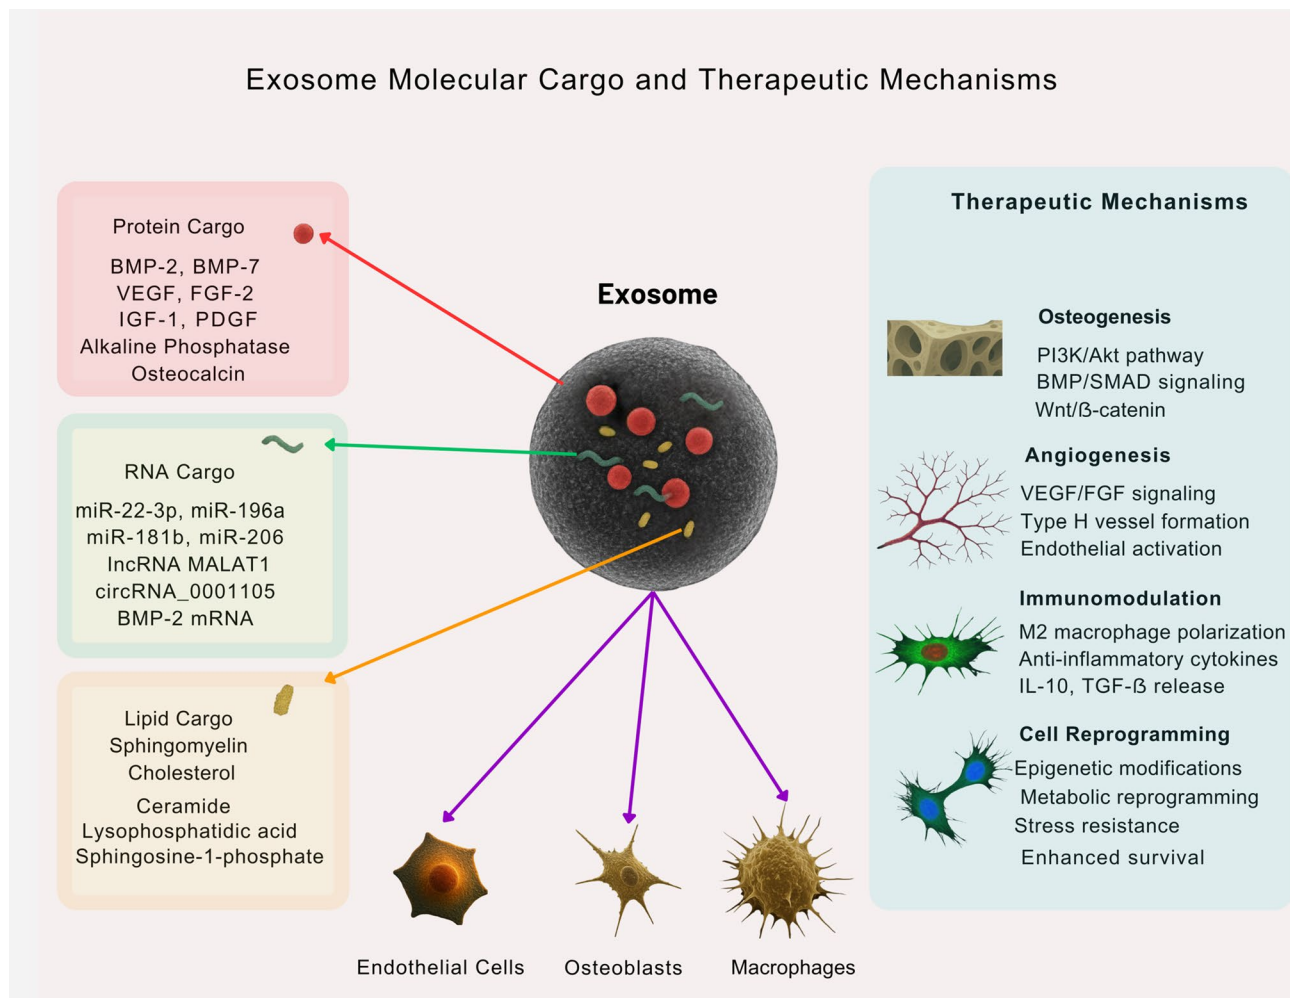 Exosome Molecular Cargo and Therapeutic Mechanisms
Protein Cargo
BMP-2, BMP-7
VEGF, FGF-2
IGF-1, PDGF
Alkaline Phosphatase
Osteocalcin
RNA Cargo
miR-22-3p, miR-196a
miR-181b, miR-206
lncRNA MALAT1
circRNA_0001105
BMP-2 mRNA
Lipid Cargo
Sphingomyelin
Cholesterol
Ceramide
Lysophosphatidic acid
Sphingosine-1-phosphate
Exosome
Endothelial Cells
Osteoblasts
Macrophages
Therapeutic Mechanisms
Osteogenesis
PI3K/Akt pathway
BMP/SMAD signaling
Wnt/ß-catenin
Angiogenesis
VEGF/FGF signaling
Type H vessel formation
Endothelial activation
Immunomodulation
M2 macrophage polarization
Anti-inflammatory cytokines
IL-10, TGF-ß release
Cell Reprogramming
Epigenetic modifications
Metabolic reprogramming
Stress resistance
Enhanced survival